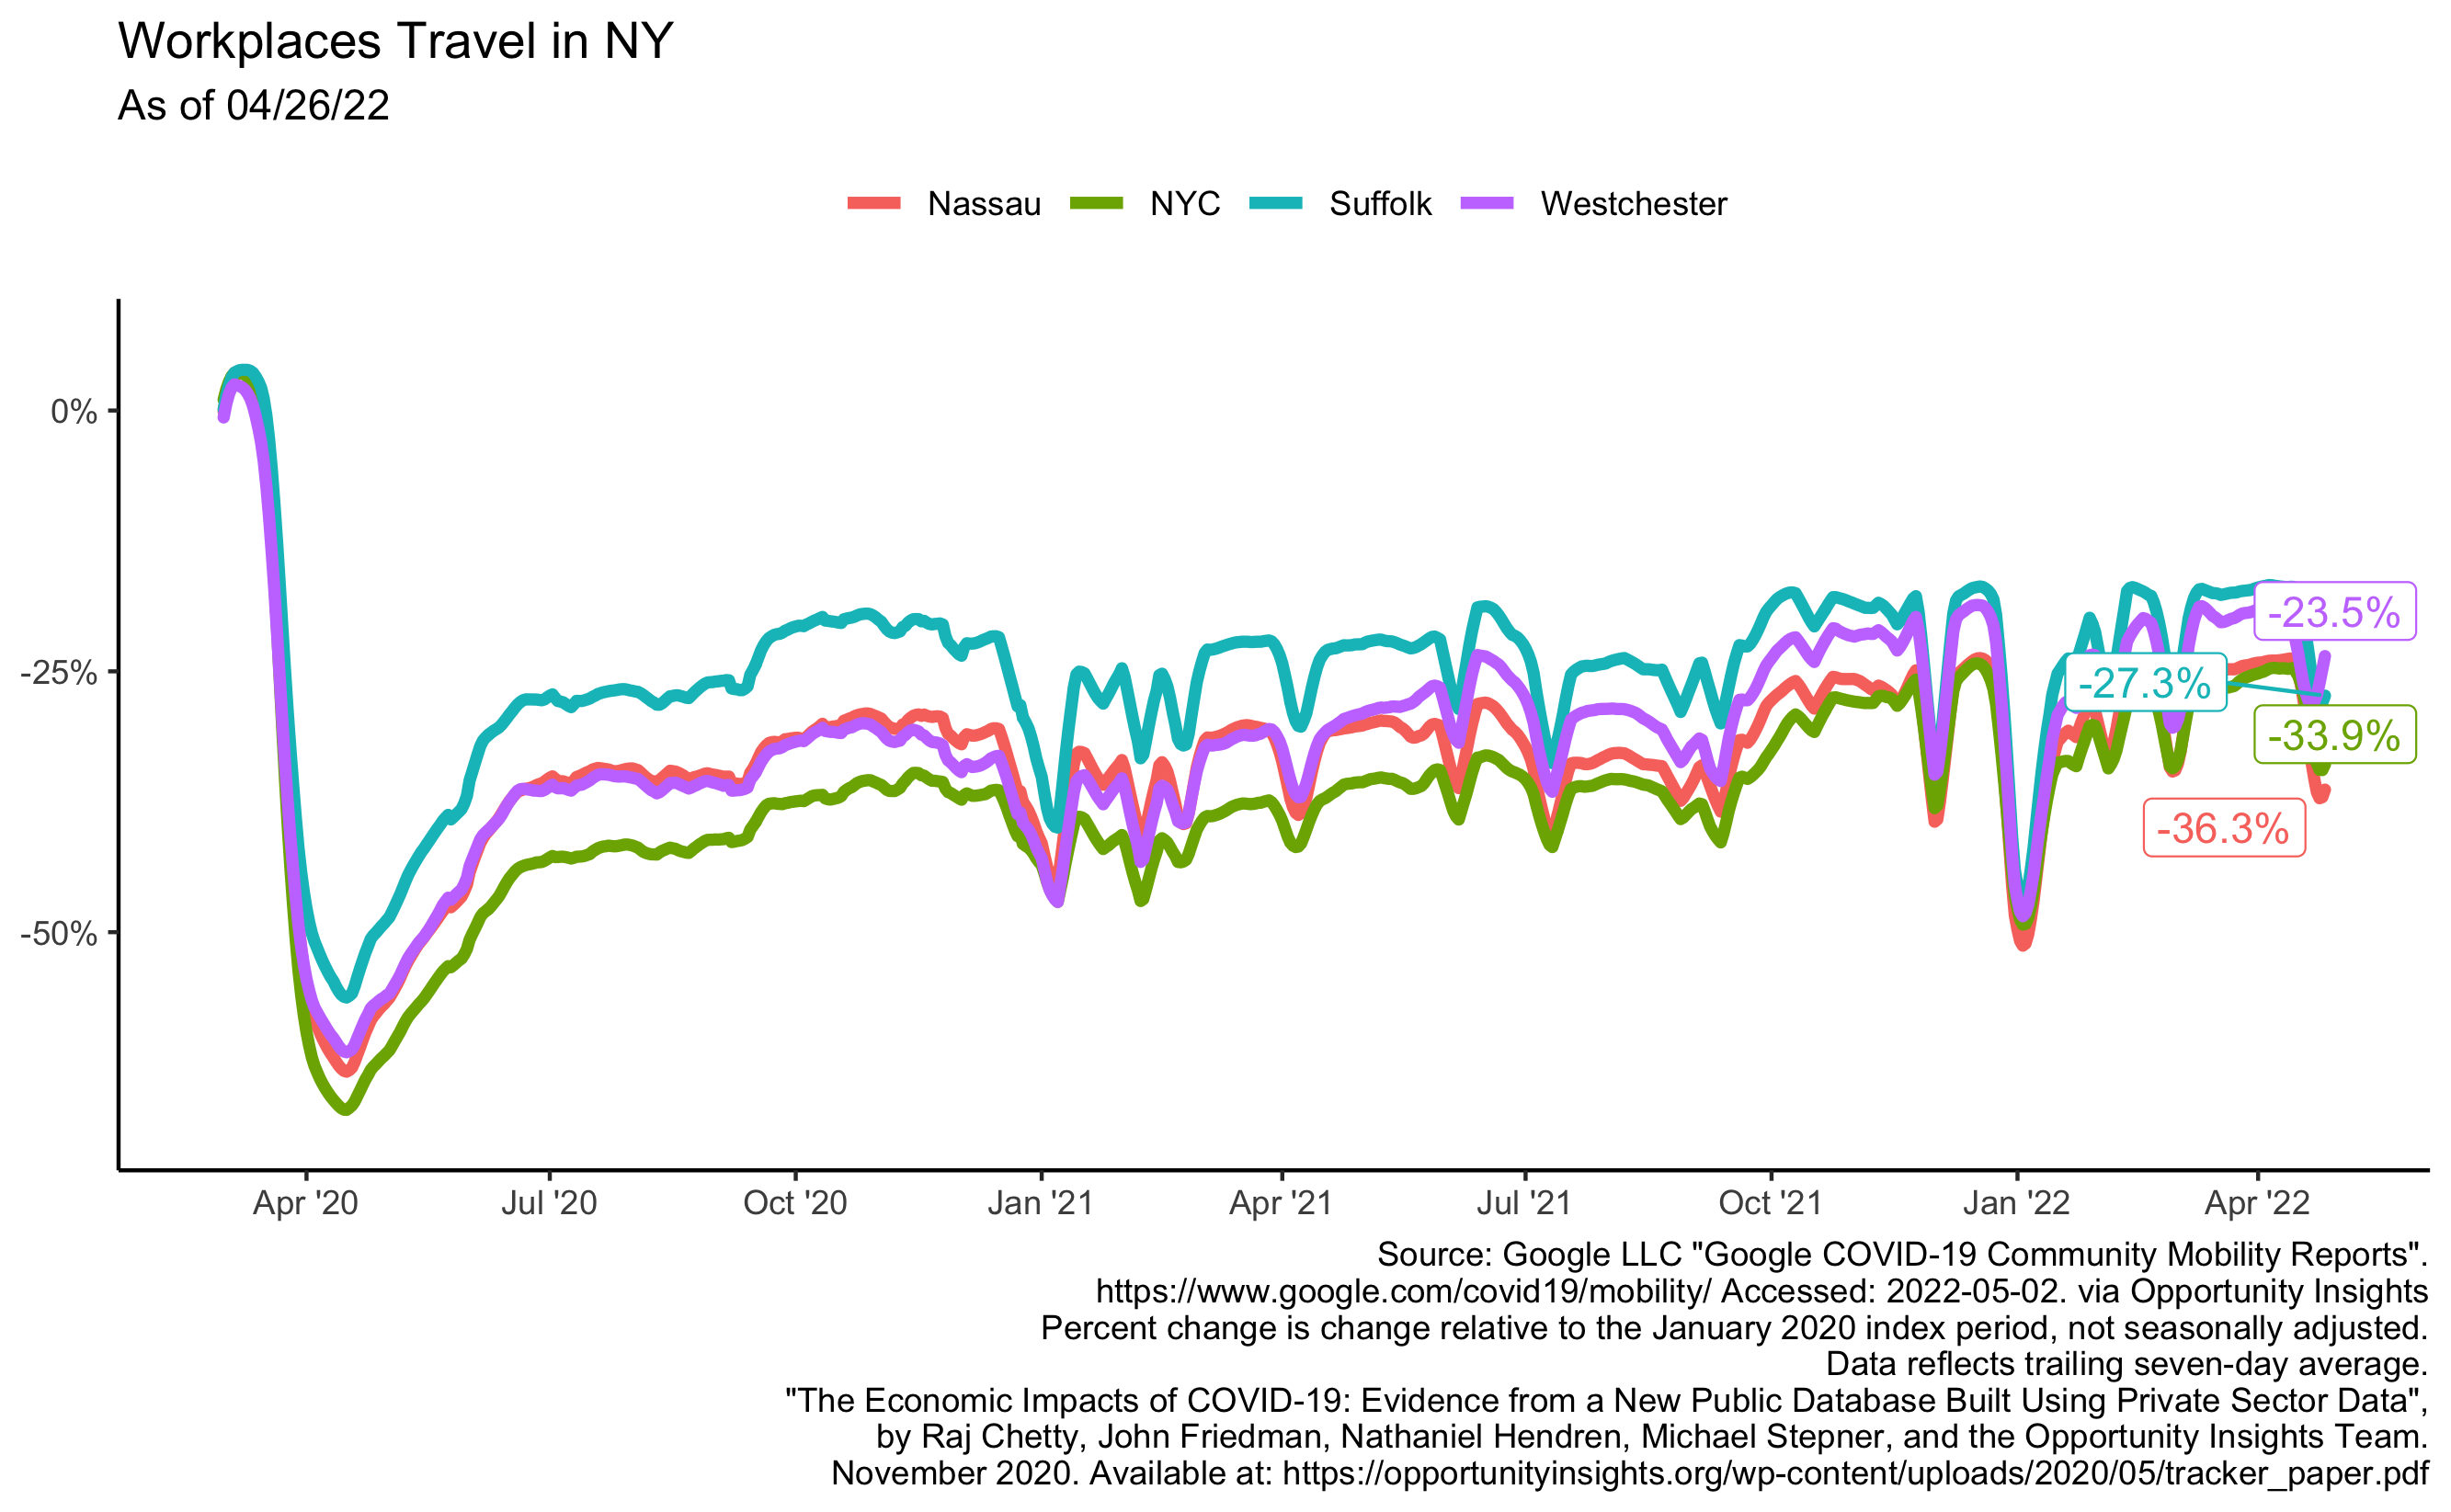 Workplaces Travel in NY
As of 04/26/22
Nassau NYC Suffolk Westchester
0%
-25%
-50%
-23.5%
-27.3%
-33.9%
-36.3%
Apr '20 Jul '20 Oct '20 Jan '21 Apr '21 Jul '21 Oct '21 Jan '22 Apr '22
Source: Google LLC "Google COVID-19 Community Mobility Reports".
https://www.google.com/covid19/mobility/ Accessed: 2022-05-02. via Opportunity Insights
Percent change is change relative to the January 2020 index period, not seasonally adjusted.
Data reflects trailing seven-day average.
"The Economic Impacts of COVID-19: Evidence from a New Public Database Built Using Private Sector Data",
by Raj Chetty, John Friedman, Nathaniel Hendren, Michael Stepner, and the Opportunity Insights Team.
November 2020. Available at: https://opportunityinsights.org/wp-content/uploads/2020/05/tracker_paper.pdf